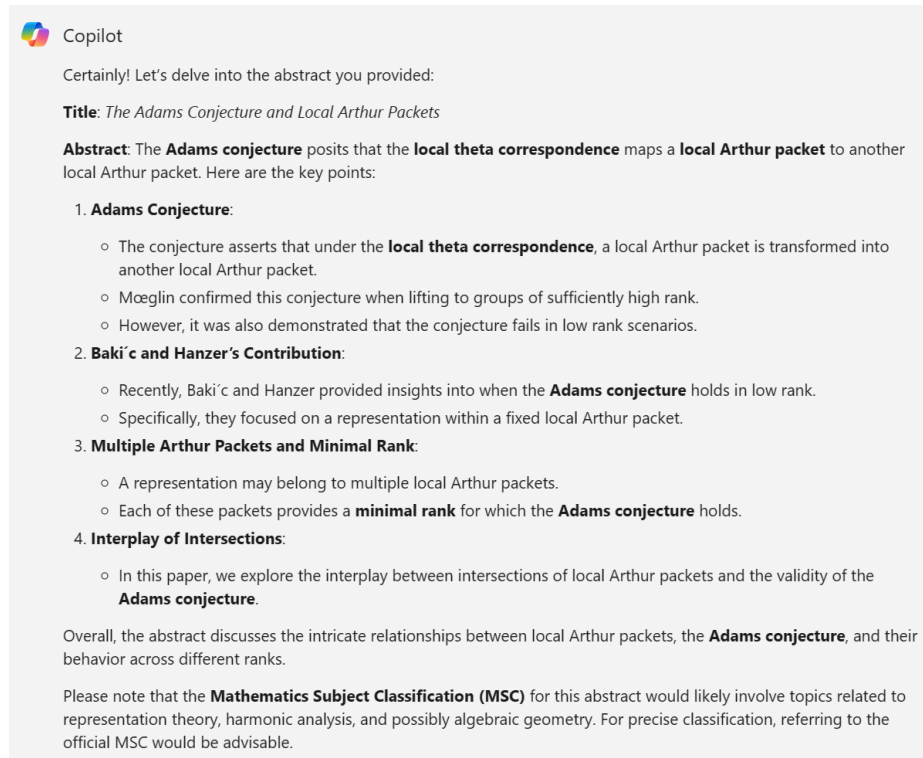 Copilot
Certainly! Let's delve into the abstract you provided:
Title: The Adams Conjecture and Local Arthur Packets
Abstract: The Adams conjecture posits that the local theta correspondence maps a local Arthur packet to another
local Arthur packet. Here are the key points:
1. Adams Conjecture:
○ The conjecture asserts that under the local theta correspondence, a local Arthur packet is transformed into
another local Arthur packet.
○ Mœglin confirmed this conjecture when lifting to groups of sufficiently high rank.
○ However, it was also demonstrated that the conjecture fails in low rank scenarios.
2. Baki´c and Hanzer's Contribution:
○ Recently, Baki´c and Hanzer provided insights into when the Adams conjecture holds in low rank.
○ Specifically, they focused on a representation within a fixed local Arthur packet.
3. Multiple Arthur Packets and Minimal Rank:
○ A representation may belong to multiple local Arthur packets.
○ Each of these packets provides a minimal rank for which the Adams conjecture holds.
4. Interplay of Intersections:
○ In this paper, we explore the interplay between intersections of local Arthur packets and the validity of the
Adams conjecture.
Overall, the abstract discusses the intricate relationships between local Arthur packets, the Adams conjecture, and their
behavior across different ranks.
Please note that the Mathematics Subject Classification (MSC) for this abstract would likely involve topics related to
representation theory, harmonic analysis, and possibly algebraic geometry. For precise classification, referring to the
official MSC would be advisable.